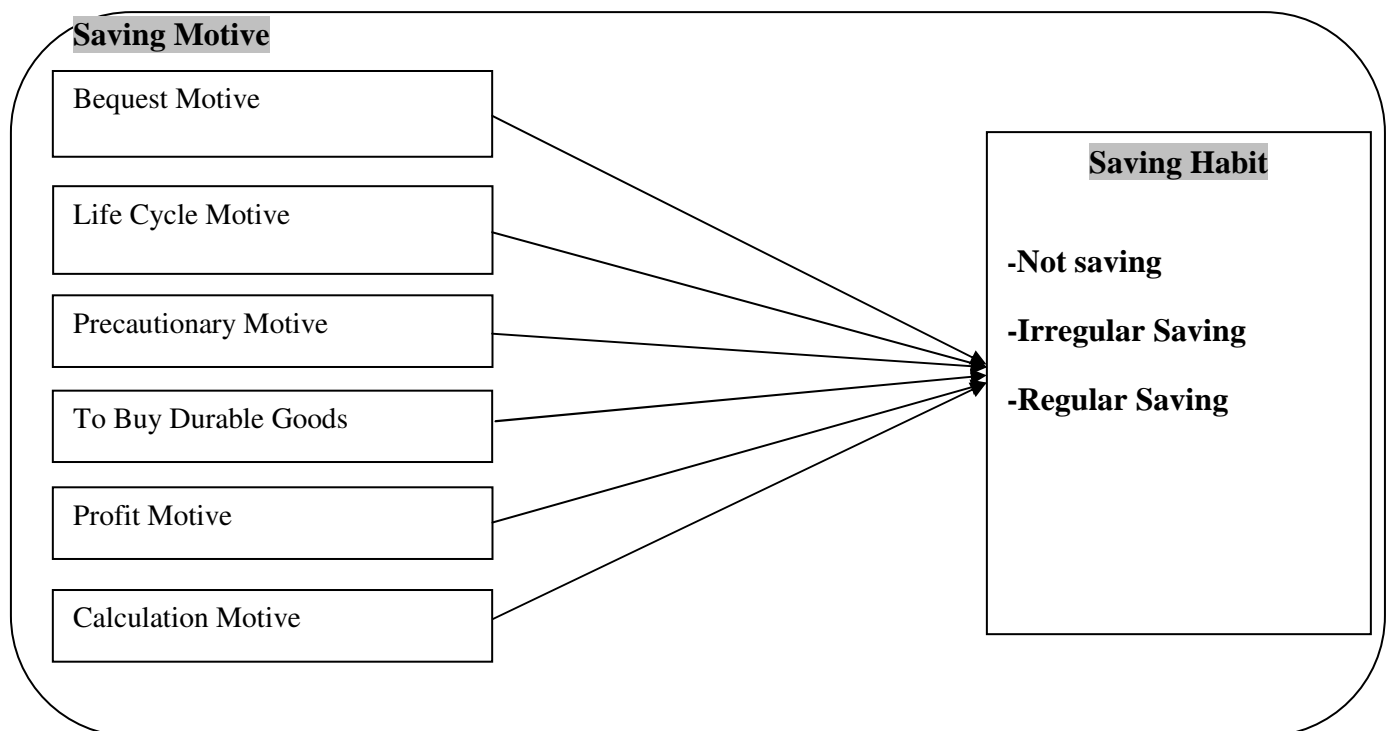 Saving Motive
Bequest Motive
Life Cycle Motive
Precautionary Motive
To Buy Durable Goods
Profit Motive
Calculation Motive
Saving Habit
-Not saving
-Irregular Saving
-Regular Saving